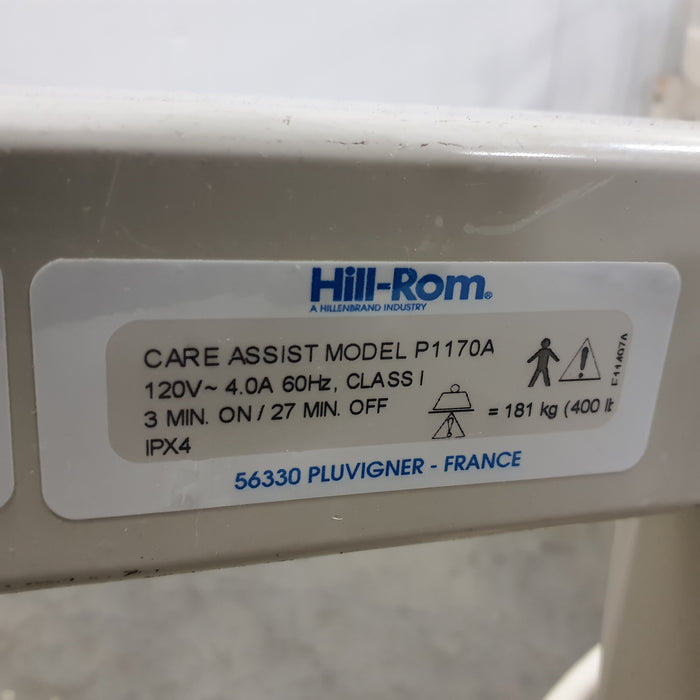 Hill-Rom®
A HILLENBRAND INDUSTRY
CARE ASSIST MODEL P1170A
120V~ 4.0A 60Hz, CLASS I
3 MIN. ON / 27 MIN. OFF
= 181 kg (400 lb
IPX4
56330 PLUVIGNER - FRANCE